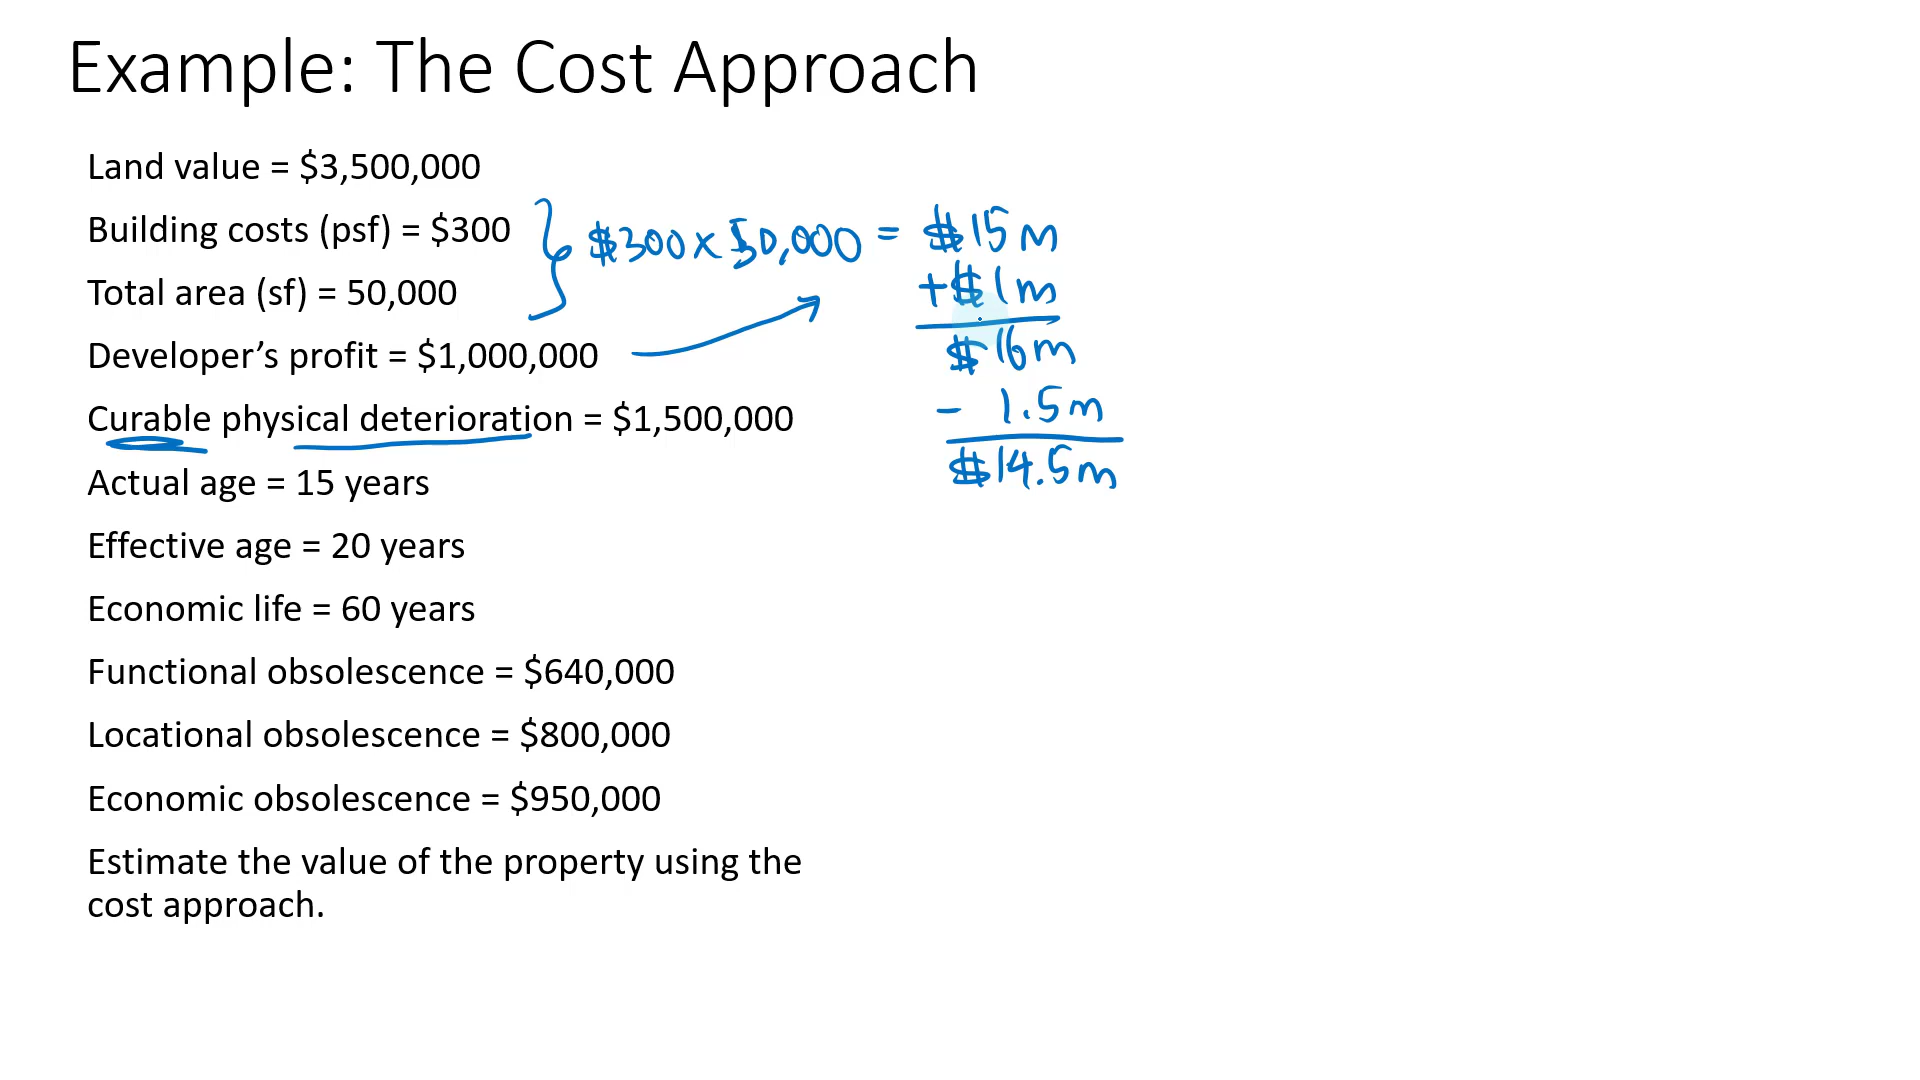 Example: The Cost Approach
Land value = $3,500,000
Building costs (psf) = $300
$300 x 50,000 = $15m
Total area (sf) = 50,000
+$1m
Developer’s profit = $1,000,000
$16m
Curable physical deterioration = $1,500,000
- 1.5m
Actual age = 15 years
$14.5m
Effective age = 20 years
Economic life = 60 years
Functional obsolescence = $640,000
Locational obsolescence = $800,000
Economic obsolescence = $950,000
Estimate the value of the property using the
cost approach.